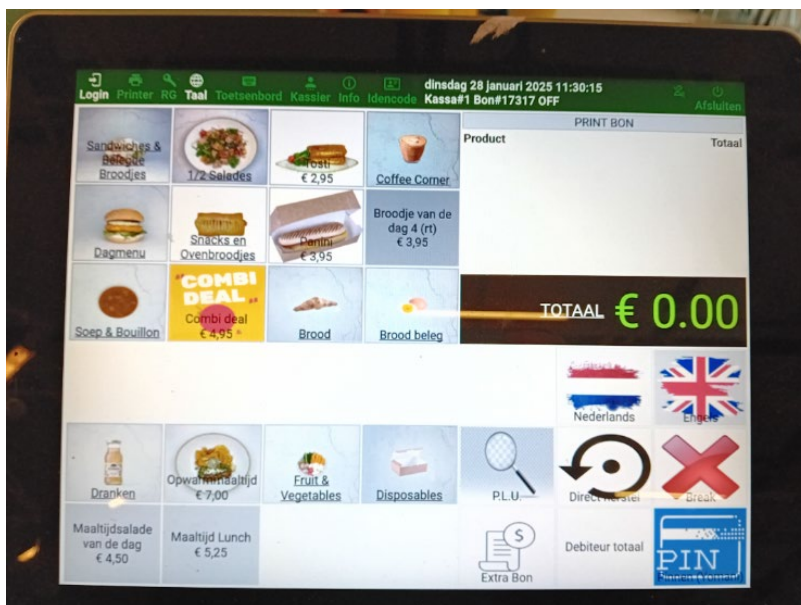 Login Printer RG Taal Toetsenbord Kassier Info Idencode
dinsdag 28 januari 2025 11:30:15
Kassa#1 Bon#17317 OFF
Afsluiten
Sandwiches &
Belegde
Broodjes
1/2 Salades
Tosti
€ 2,95
Coffee Corner
PRINT BON
Product Totaal
Dagmenu
Snacks en
Ovenbroodjes
Panini
€ 3,95
Broodje van de
dag 4 (rt)
€ 3,95
Soep & Bouillon
"COMBI
DEAL"
Combi deal
€ 4,95
Brood
Brood beleg
TOTAAL € 0.00
Nederlands
Engels
Dranken
Opwarmmaaltijd
€ 7,00
Fruit &
Vegetables
Disposables
P.L.U.
Direct herstel
Break
Maaltijdsalade
van de dag
€ 4,50
Maaltijd Lunch
€ 5,25
Extra Bon
Debiteur totaal
PIN